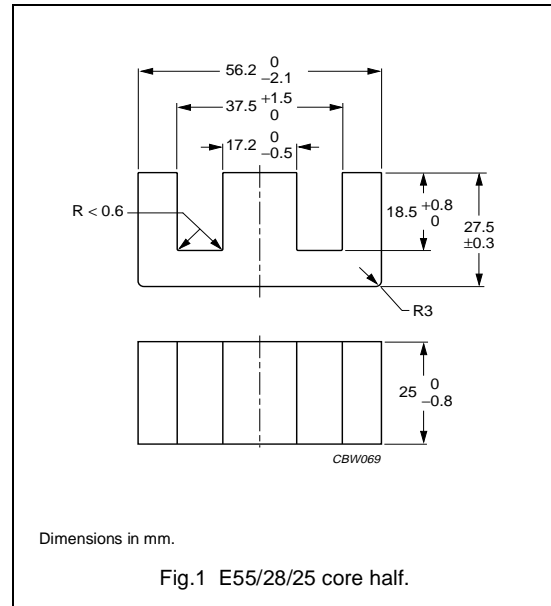 56.2 0
−2.1
37.5 +1.5
0
17.2 0
−0.5
R < 0.6
18.5 +0.8
0
27.5
±0.3
R3
25 0
−0.8
CBW069
Dimensions in mm.
Fig.1 E55/28/25 core half.